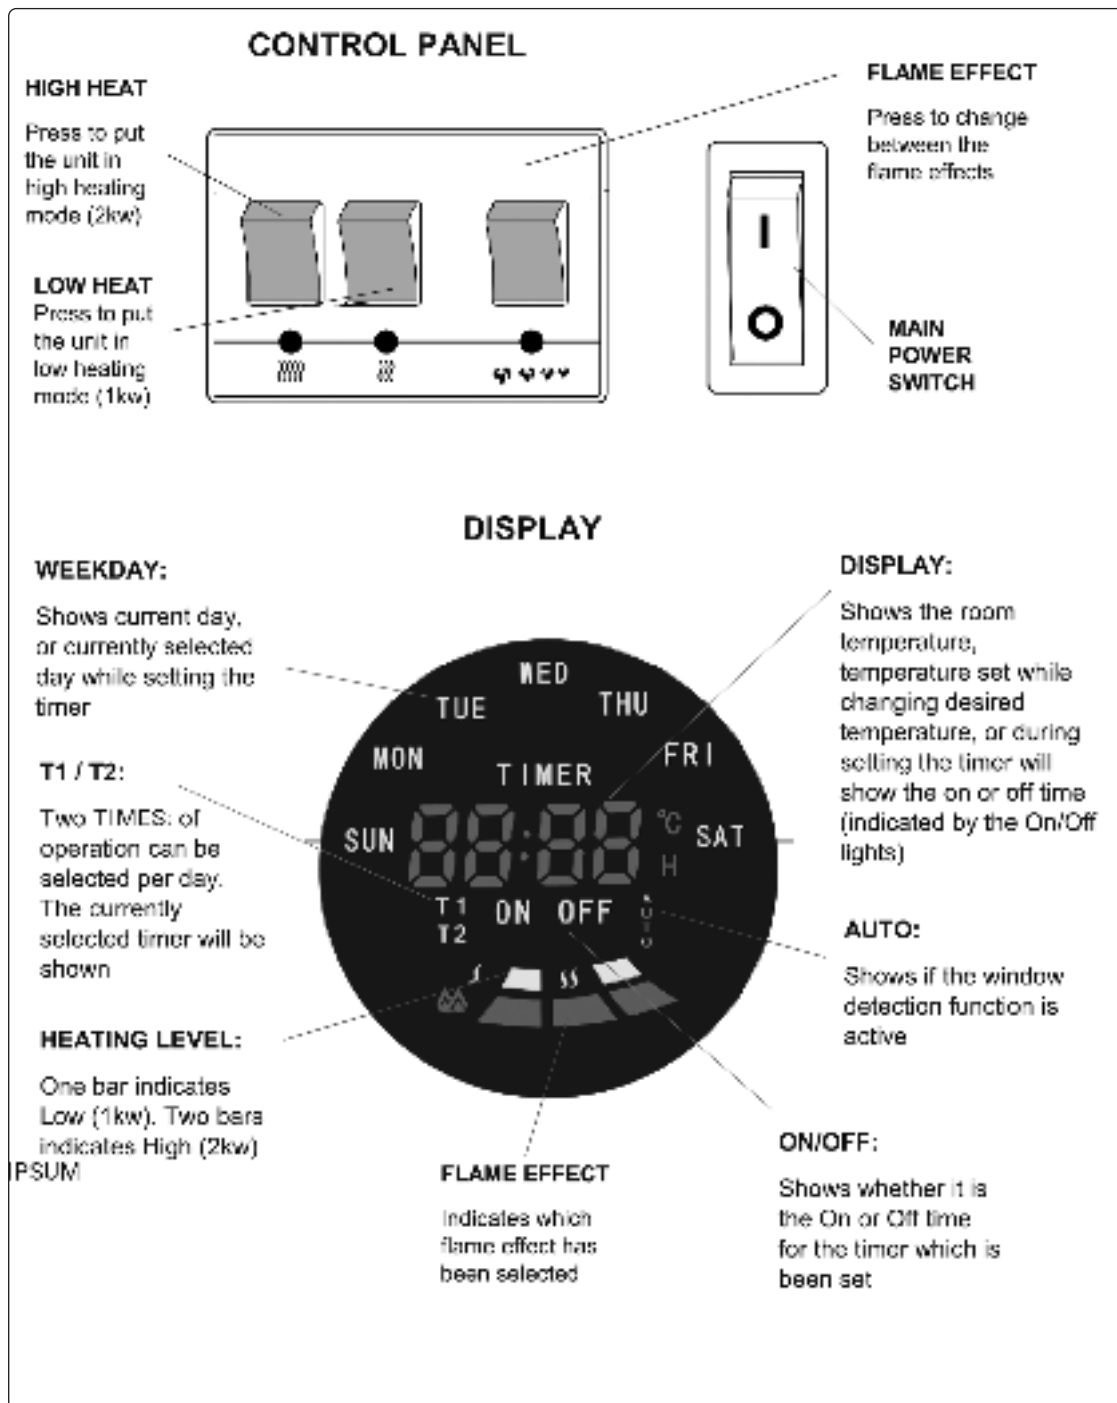 CONTROL PANEL
HIGH HEAT
Press to put
the unit in
high heating
mode (2kw)
LOW HEAT
Press to put
the unit in
low heating
mode (1kw)
FLAME EFFECT
Press to change
between the
flame effects
MAIN
POWER
SWITCH
DISPLAY
WEEKDAY:
Shows current day,
or currently selected
day while setting the
timer
T1 / T2:
Two TIMES: of
operation can be
selected per day.
The currently
selected timer will be
shown
HEATING LEVEL:
One bar indicates
Low (1kw). Two bars
indicates High (2kw)
IPSUM
SUN
MON
TUE
WED
THU
FRI
SAT
TIMER
88:88
°C
H
T1
T2
ON OFF
AUTO
FLAME EFFECT
Indicates which
flame effect has
been selected
DISPLAY:
Shows the room
temperature,
temperature set while
changing desired
temperature, or during
setting the timer will
show the on or off time
(indicated by the On/Off
lights)
AUTO:
Shows if the window
detection function is
active
ON/OFF:
Shows whether it is
the On or Off time
for the timer which is
been set